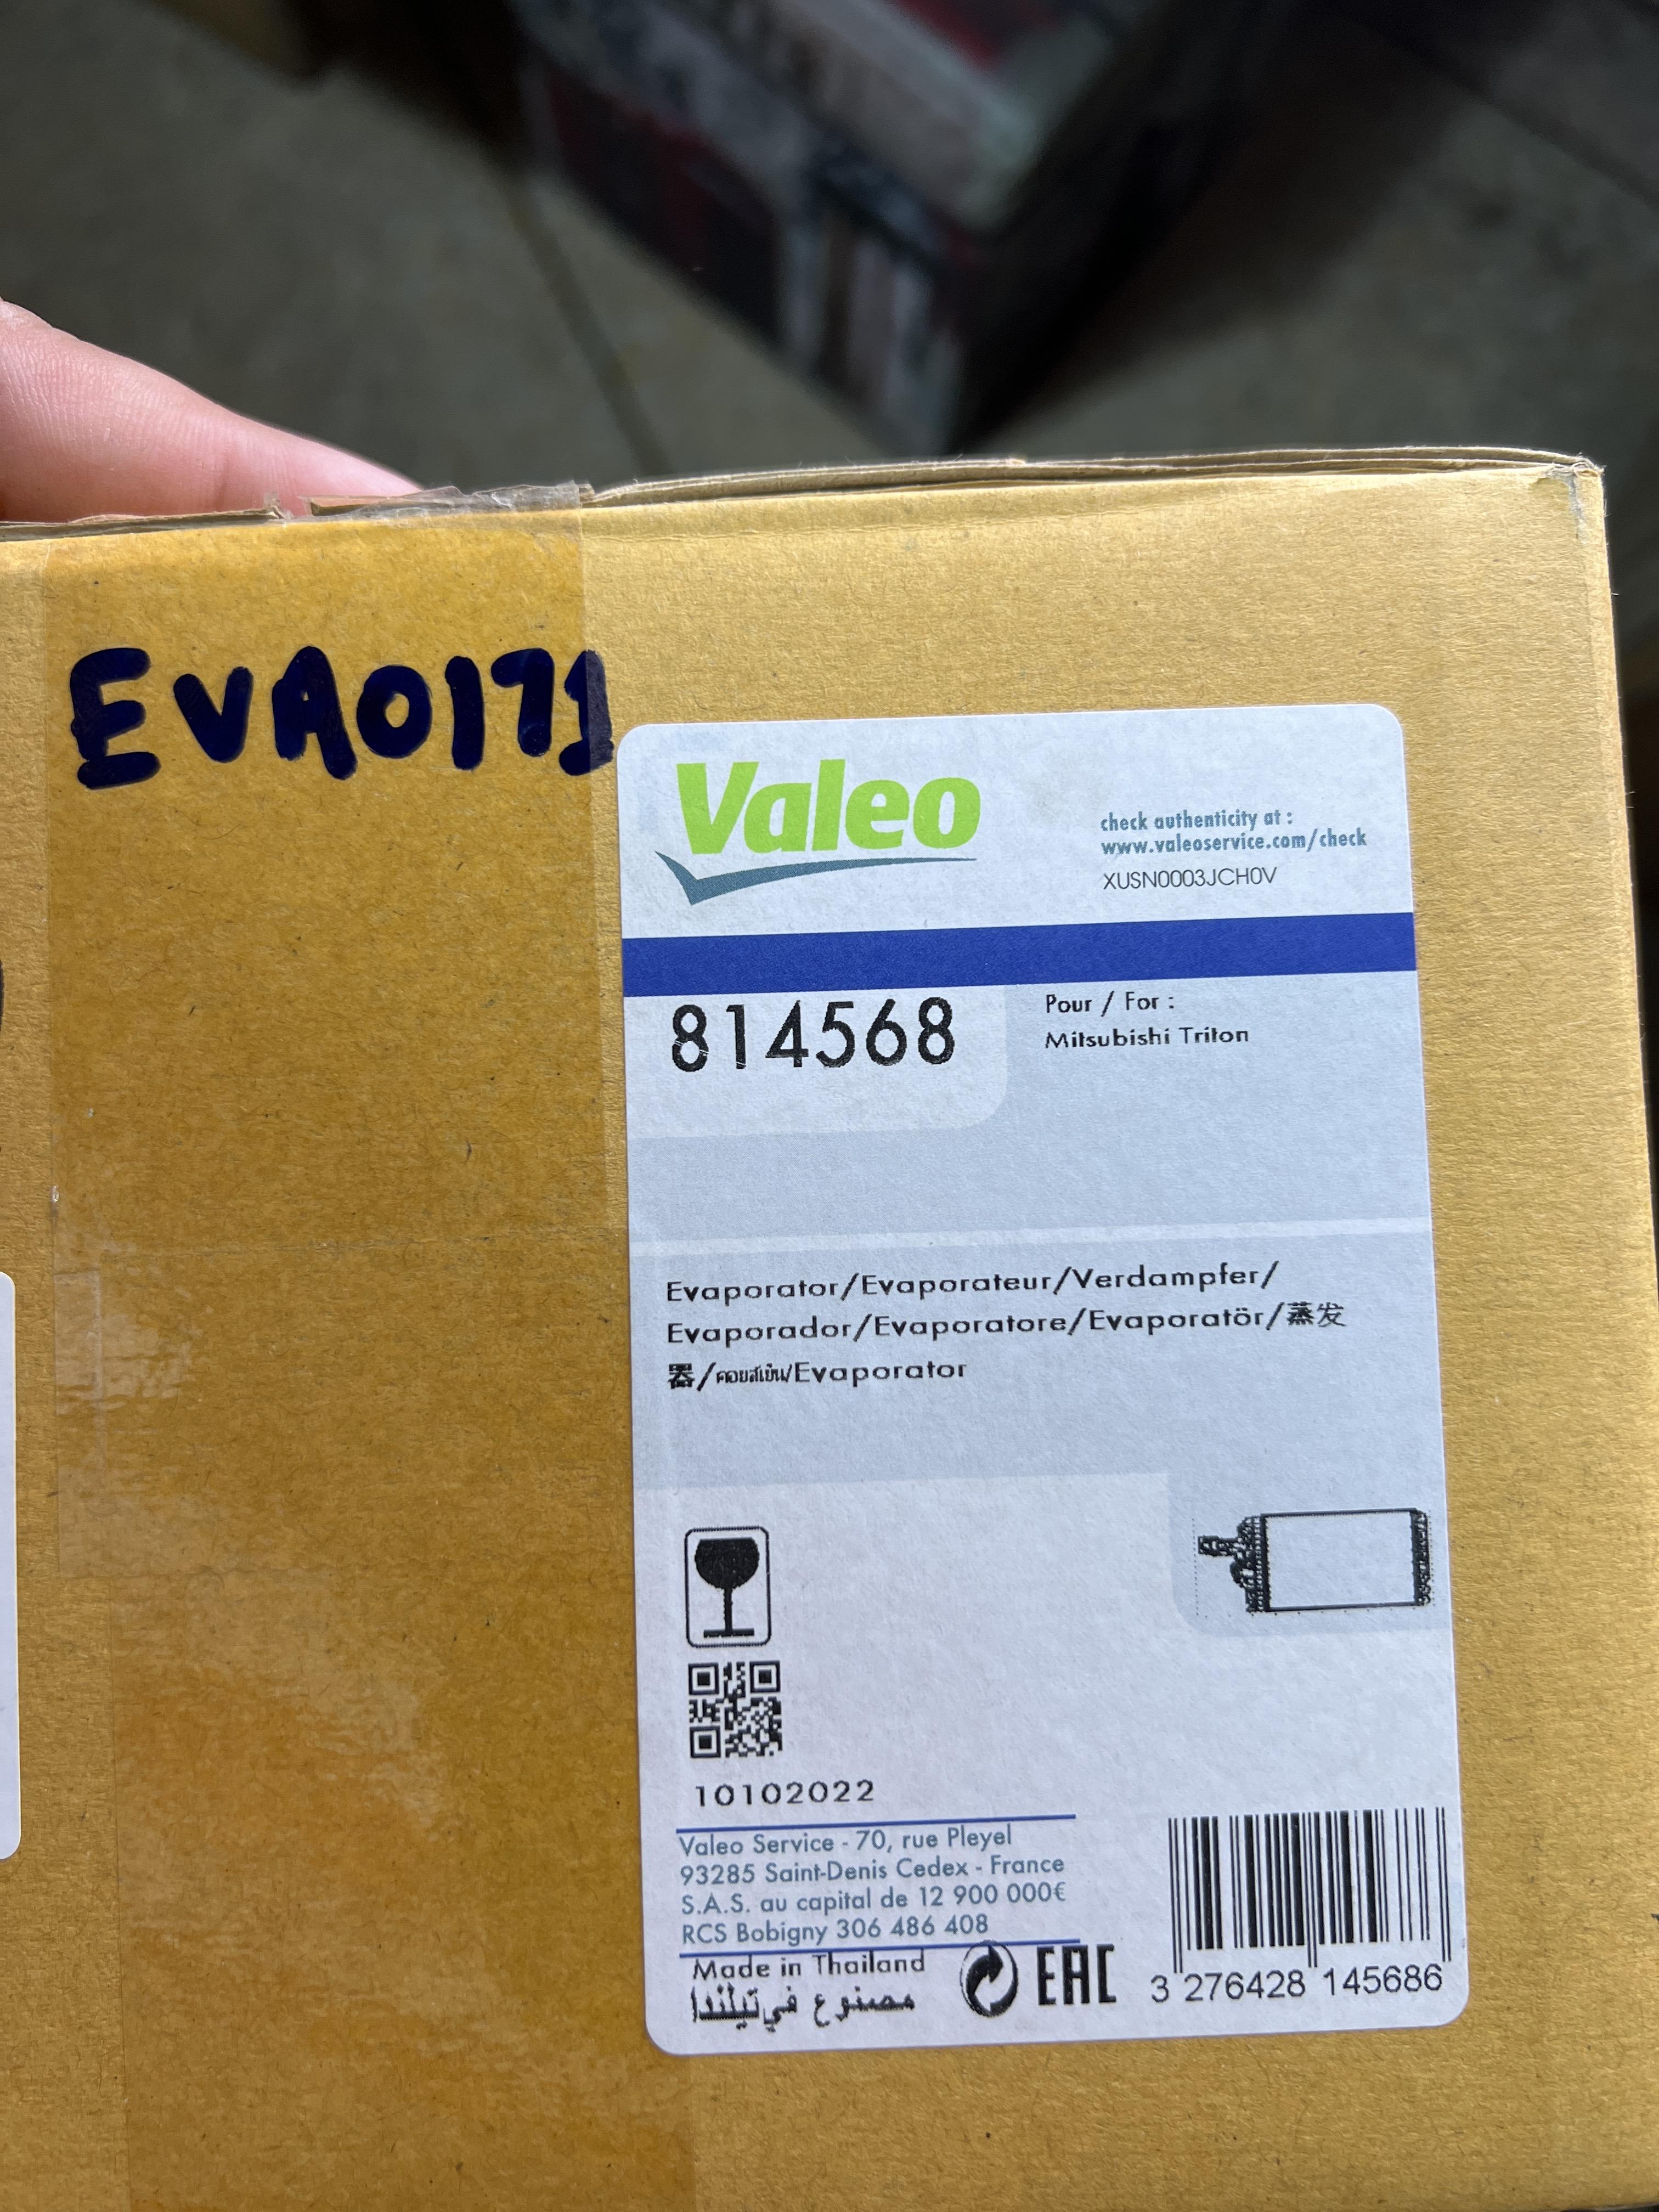 EVA0171
Valeo
check authenticity at :
www.valeoservice.com/check
XUSN0003JCH0V
814568
Pour / For :
Mitsubishi Triton
Evaporator/Evaporateur/Verdampfer/
Evaporador/Evaporatore/Evaporatör/蒸发
器/คอยล์เย็น/Evaporator
10102022
Valeo Service - 70, rue Pleyel
93285 Saint-Denis Cedex - France
S.A.S. au capital de 12 900 000€
RCS Bobigny 306 486 408
Made in Thailand
مصنوع في تيلندا
EAC
3 276428 145686